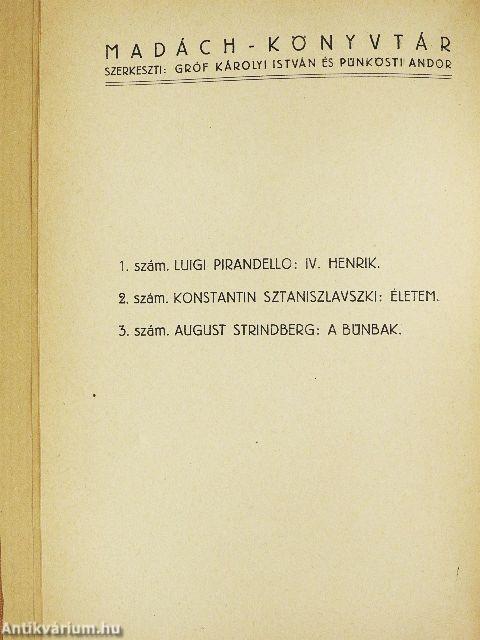 MADÁCH-KÖNYVTÁR
SZERKESZTI: GRÓF KÁROLYI ISTVÁN ÉS PÜNKÖSTI ANDOR
1. szám. LUIGI PIRANDELLO: IV. HENRIK.
2. szám. KONSTANTIN SZTANISZLAVSZKI: ÉLETEM.
3. szám. AUGUST STRINDBERG: A BŰNBAK.
Antikvárium.hu